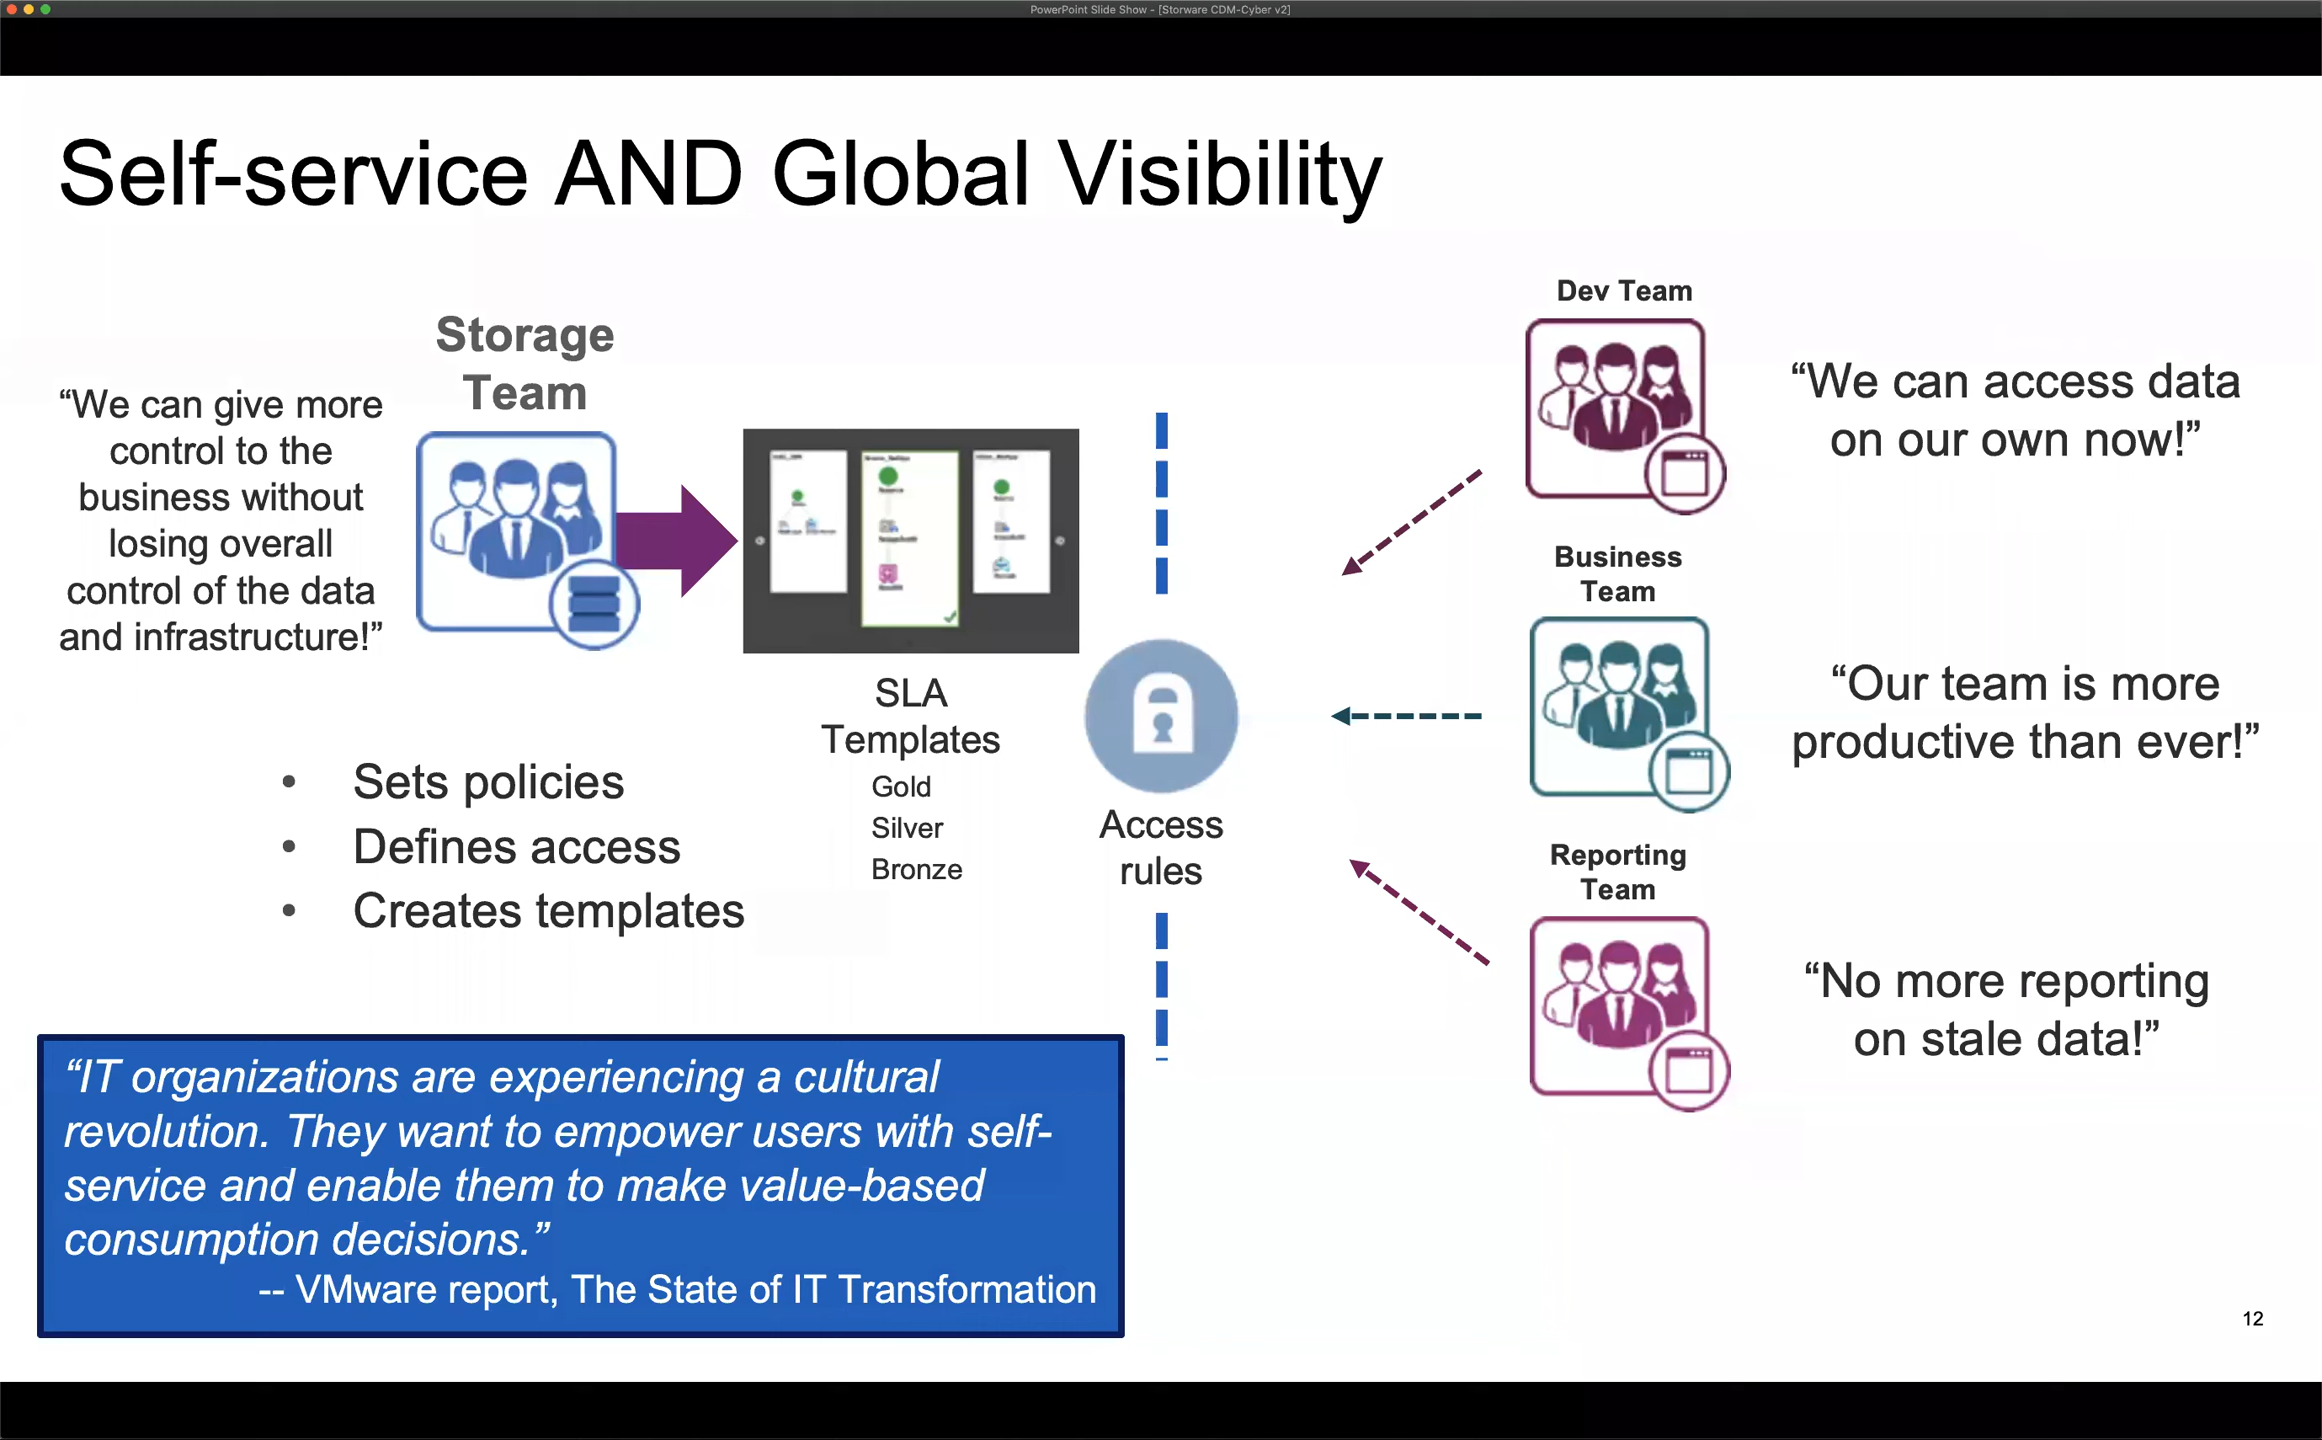 PowerPoint Slide Show - [Storware CDM-Cyber v2]
Self-service AND Global Visibility
“We can give more
control to the
business without
losing overall
control of the data
and infrastructure!”
Storage
Team
• Sets policies
• Defines access
• Creates templates
SLA
Templates
Gold
Silver
Bronze
Access
rules
Dev Team
“We can access data
on our own now!”
Business
Team
“Our team is more
productive than ever!”
Reporting
Team
“No more reporting
on stale data!”
“IT organizations are experiencing a cultural
revolution. They want to empower users with self-
service and enable them to make value-based
consumption decisions.”
-- VMware report, The State of IT Transformation
12